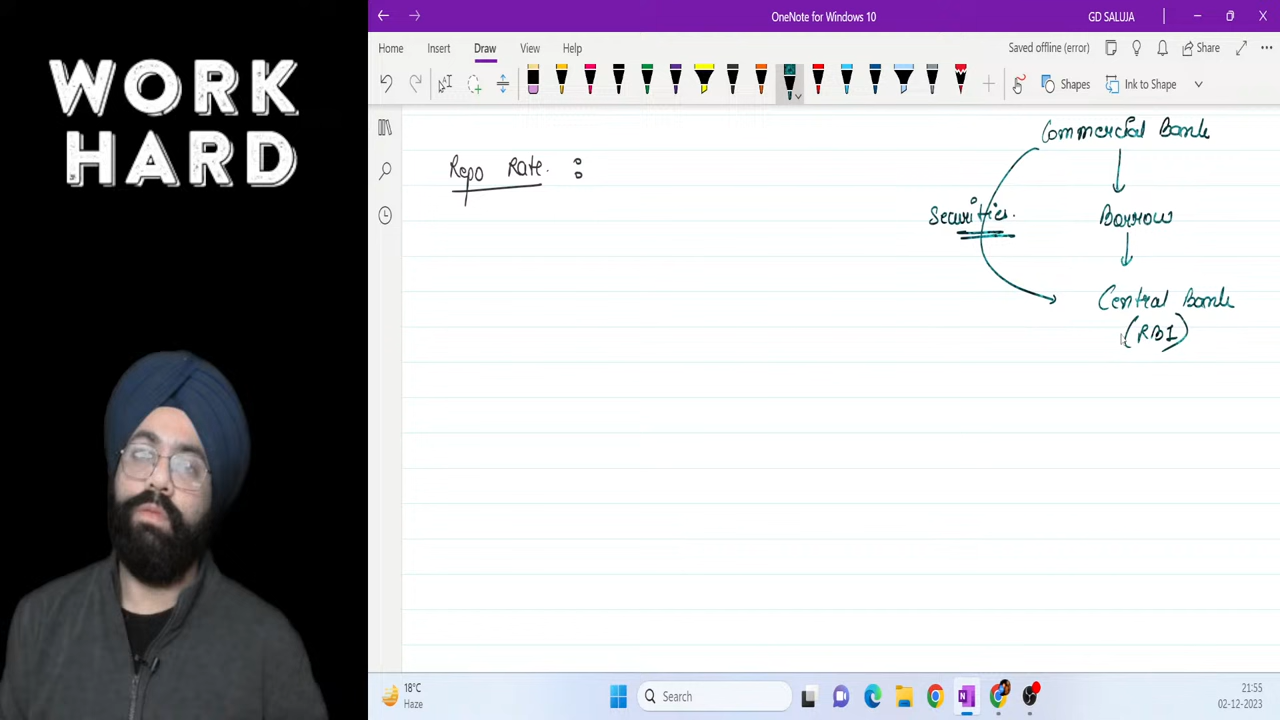 WORK
HARD
OneNote for Windows 10
GD SALUJA
Home Insert Draw View Help
Saved offline (error)
Share
Shapes
Ink to Shape
Repo Rate :
Commercial Bank
Securities.
Borrow
Central Bank
(RBI)
18°C
Haze
Search
21:55
02-12-2023